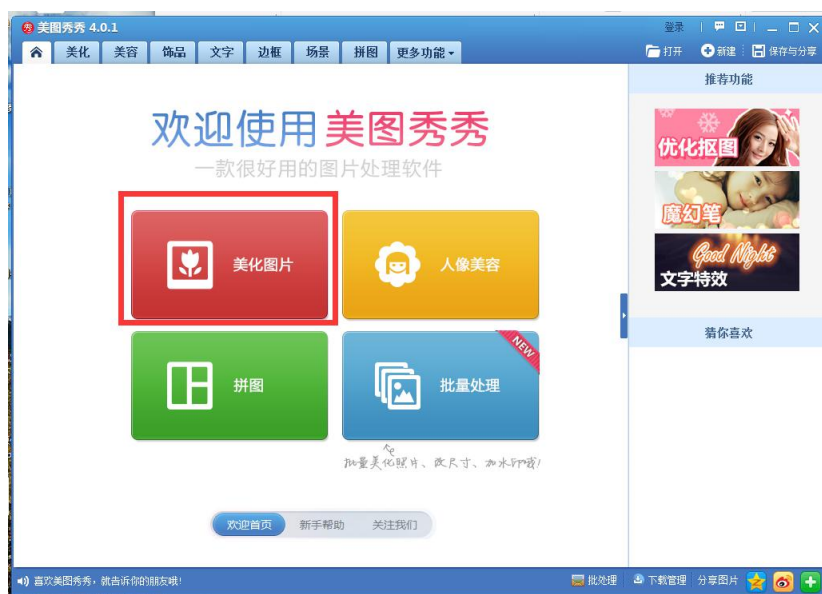 美图秀秀 4.0.1
登录
美化 美容 饰品 文字 边框 场景 拼图 更多功能
打开 新建 保存与分享
推荐功能
欢迎使用美图秀秀
一款很好用的图片处理软件
优化抠图
魔幻笔
Good Night
文字特效
美化图片
人像美容
猜你喜欢
拼图
批量处理
NEW
批量美化照片、改尺寸、加水印哦!
欢迎首页 新手帮助 关注我们
喜欢美图秀秀,就告诉你的朋友哦!
批处理 下载管理 分享图片